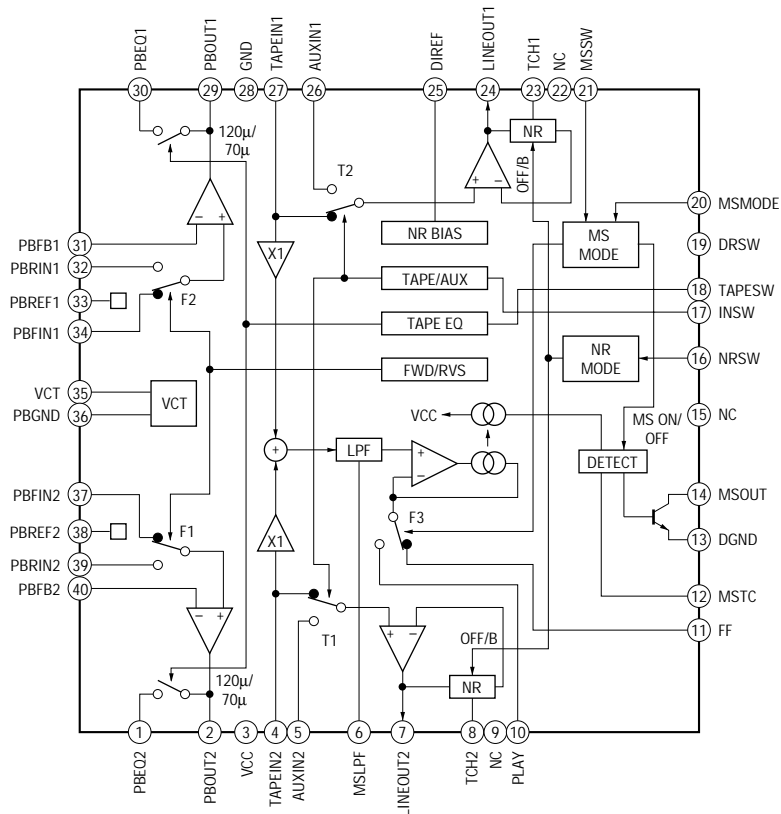 PBEQ1
PBOUT1
GND
TAPEIN1
AUXIN1
DIREF
LINEOUT1
TCH1
NC
MSSW
30
29
28
27
26
25
24
23
22
21
120µ/
70µ
T2
NR
OFF/B
+
−
−
+
MSMODE
20
DRSW
19
TAPESW
18
INSW
17
NRSW
16
NC
15
MSOUT
14
DGND
13
MSTC
12
FF
11
PBFB1
31
PBRIN1
32
PBREF1
33
PBFIN1
34
VCT
35
PBGND
36
PBFIN2
37
PBREF2
38
PBRIN2
39
PBFB2
40
F2
X1
NR BIAS
TAPE/AUX
TAPE EQ
FWD/RVS
MS
MODE
NR
MODE
VCT
VCC
MS ON/
OFF
+
LPF
+
−
DETECT
F1
X1
F3
−
+
T1
+
−
OFF/B
NR
120µ/
70µ
1
2
3
4
5
6
7
8
9
10
PBEQ2
PBOUT2
VCC
TAPEIN2
AUXIN2
MSLPF
LINEOUT2
TCH2
NC
PLAY